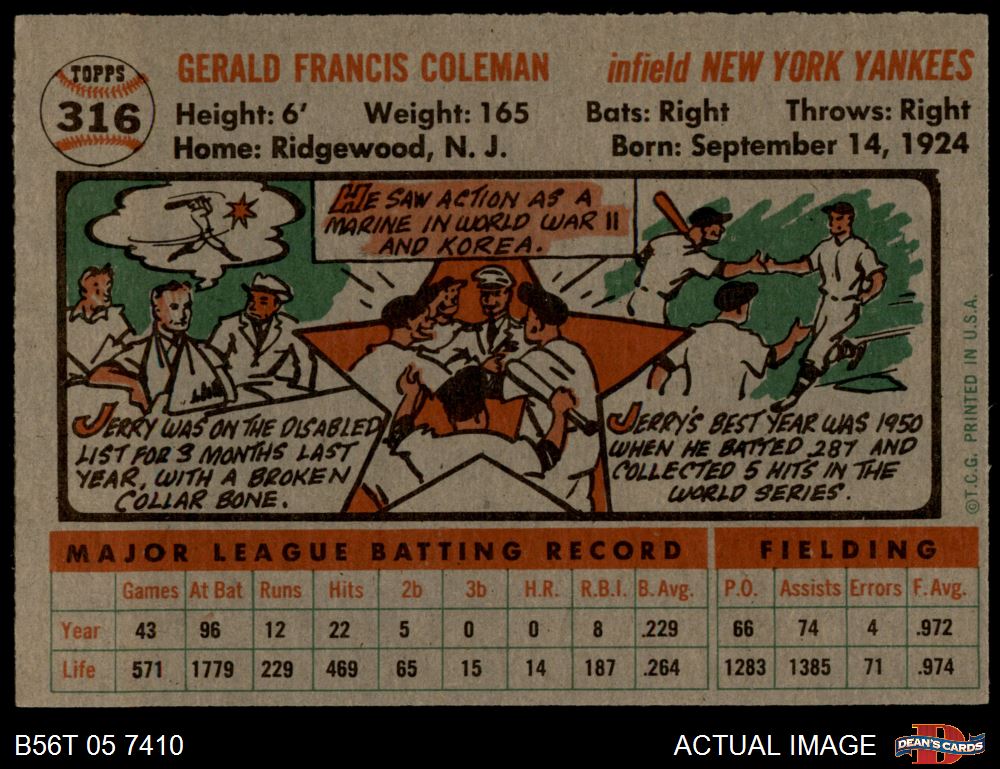 TOPPS
316
GERALD FRANCIS COLEMAN
infield NEW YORK YANKEES
Height: 6' Weight: 165 Bats: Right Throws: Right
Home: Ridgewood, N. J. Born: September 14, 1924
HE SAW ACTION AS A
MARINE IN WORLD WAR II
AND KOREA.
JERRY WAS ON THE DISABLED
LIST FOR 3 MONTHS LAST
YEAR, WITH A BROKEN
COLLAR BONE.
JERRY'S BEST YEAR WAS 1950
WHEN HE BATTED .287 AND
COLLECTED 5 HITS IN THE
WORLD SERIES.
©T.C.G. PRINTED IN U.S.A.
MAJOR LEAGUE BATTING RECORD FIELDING
Games At Bat Runs Hits 2b 3b H.R. R.B.I. B. Avg. P.O. Assists Errors F. Avg.
Year 43 96 12 22 5 0 0 8 .229 66 74 4 .972
Life 571 1779 229 469 65 15 14 187 .264 1283 1385 71 .974
B56T 05 7410
ACTUAL IMAGE
DEAN'S CARDS